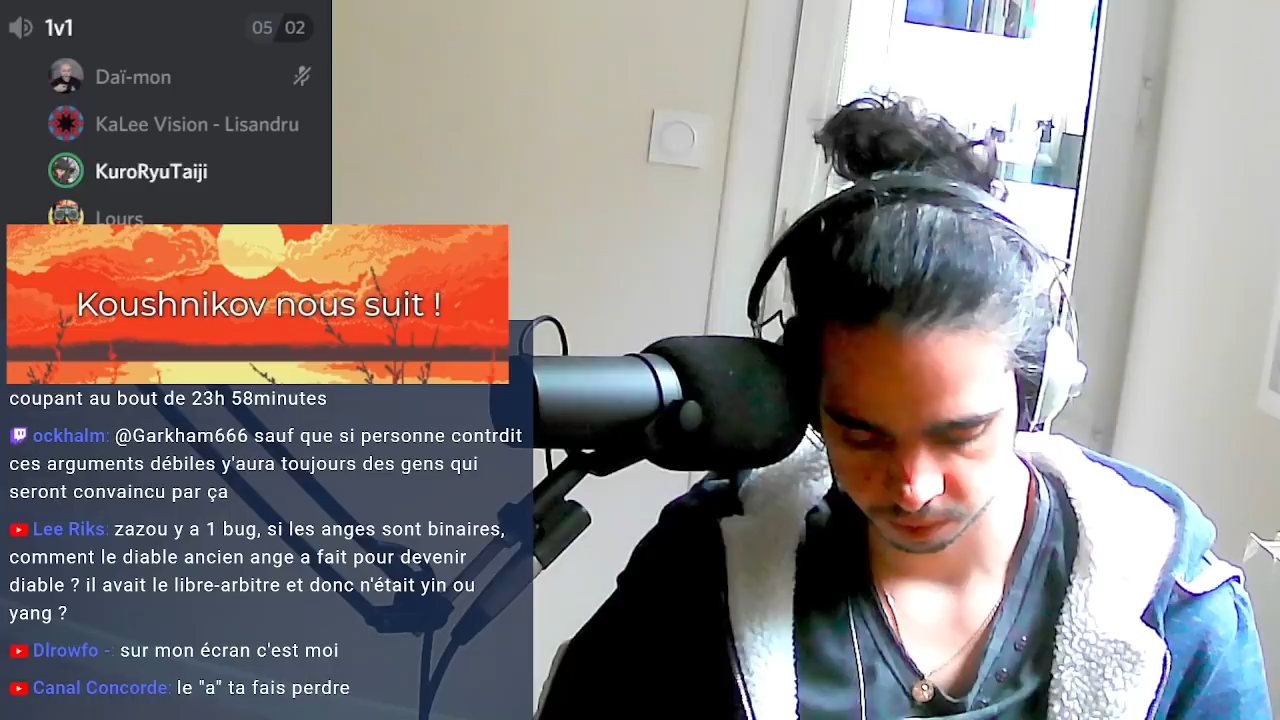 1v1
05 02
Daï-mon
KaLee Vision - Lisandru
KuroRyuTaiji
Lours
Koushnikov nous suit !
coupant au bout de 23h 58minutes
ockhalm: @Garkham666 sauf que si personne contrdit
ces arguments débiles y'aura toujours des gens qui
seront convaincu par ça
Lee Riks: zazou y a 1 bug, si les anges sont binaires,
comment le diable ancien ange a fait pour devenir
diable ? il avait le libre-arbitre et donc n'était yin ou
yang ?
Dlrowfo -: sur mon écran c'est moi
Canal Concorde: le "a" ta fais perdre